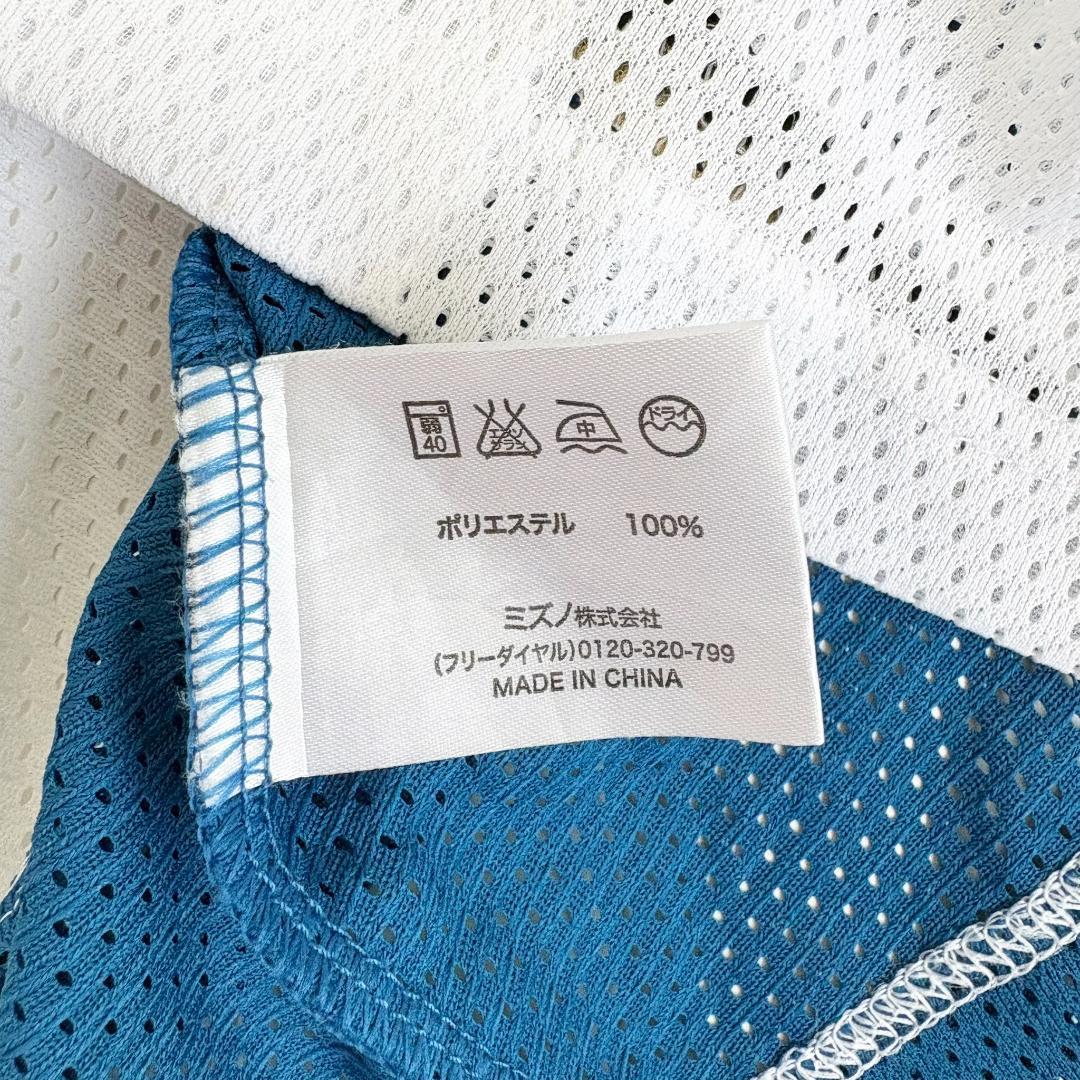 弱 40 エンソ サラシ 中 ドライ
ポリエステル 100%
ミズノ株式会社
(フリーダイヤル)0120-320-799
MADE IN CHINA